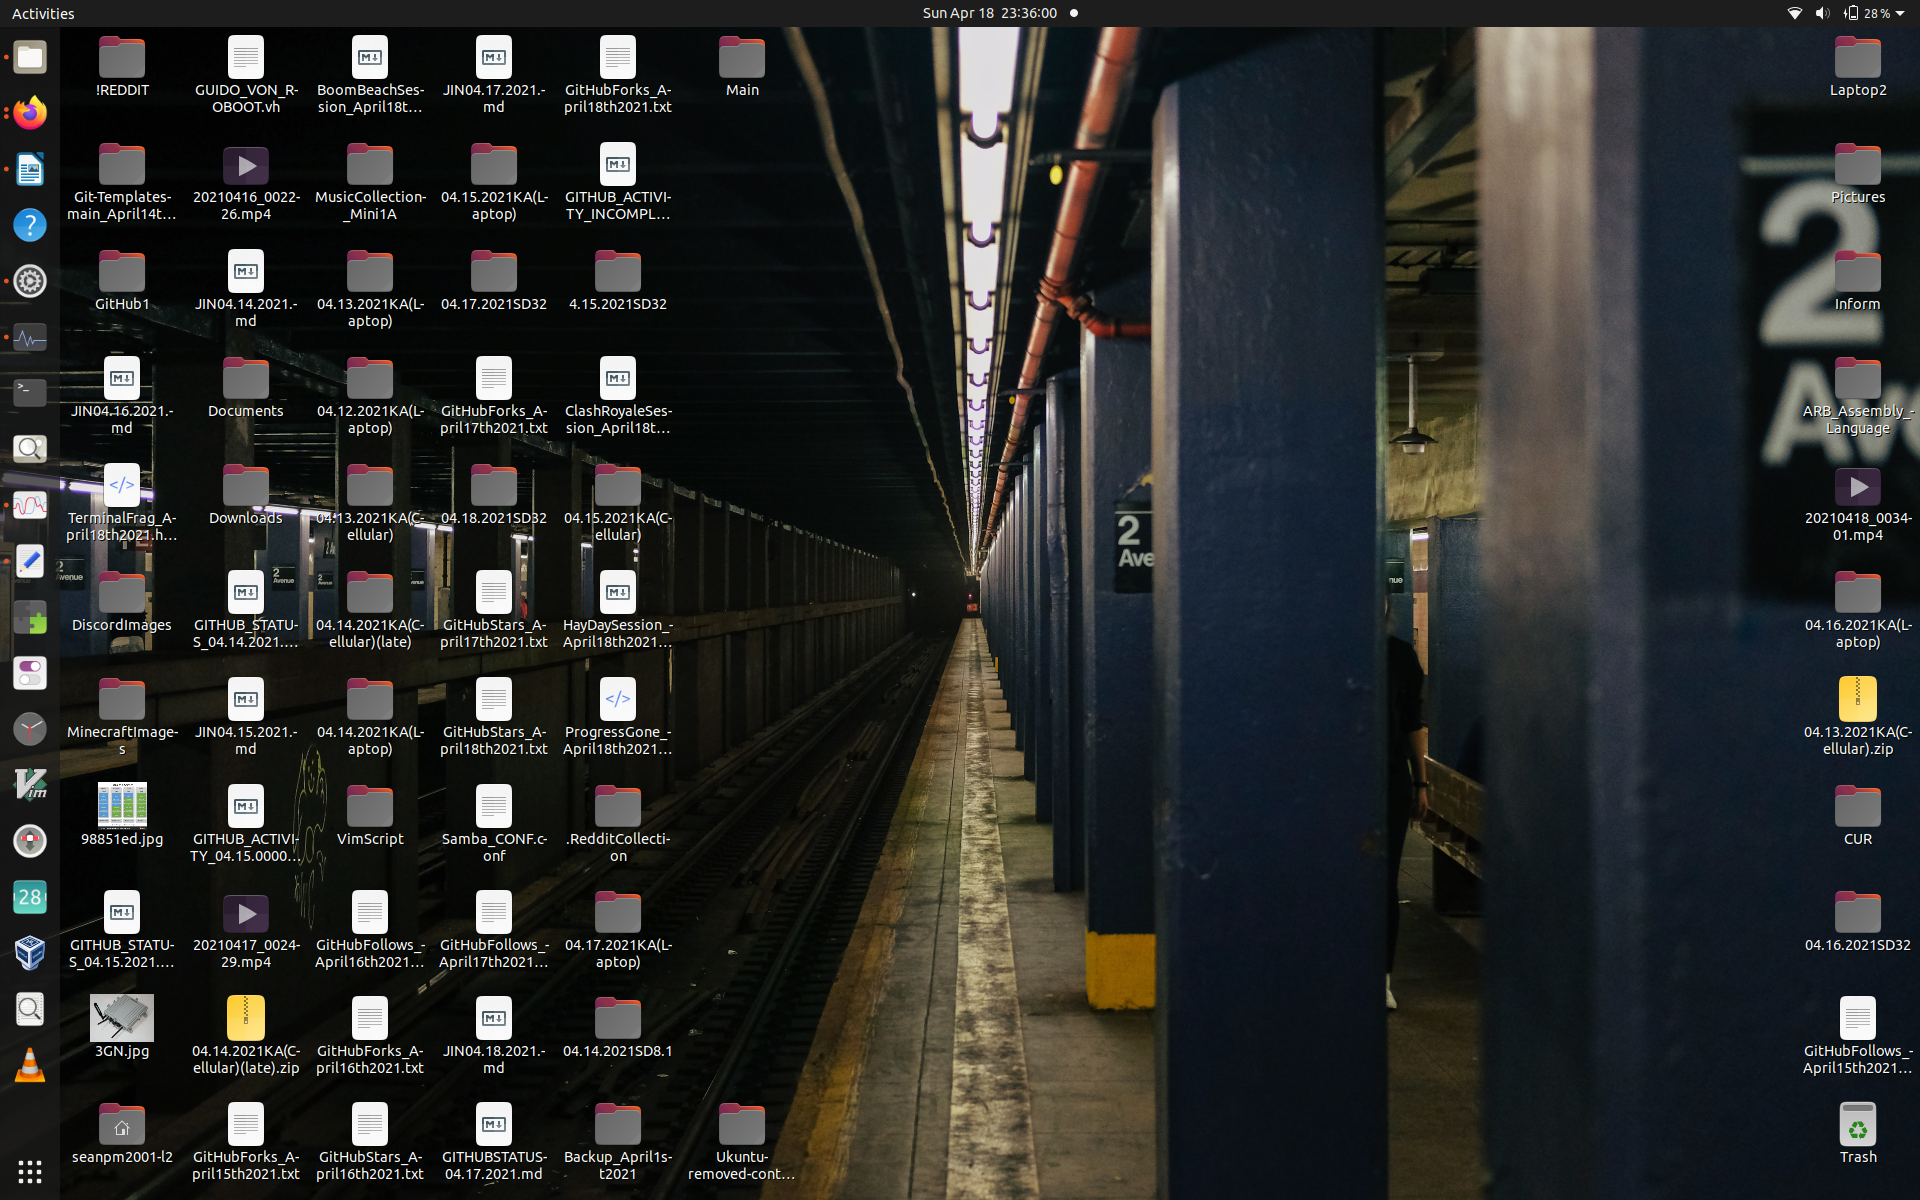 Activities
Sun Apr 18 23:36:00
28 %
!REDDIT
GUIDO_VON_R-
OBOOT.vh
BoomBeachSes-
sion_April18t...
JIN04.17.2021.-
md
GitHubForks_A-
pril18th2021.txt
Main
Laptop2
Git-Templates-
main_April14t...
20210416_0022-
26.mp4
MusicCollection-
_Mini1A
04.15.2021KA(L-
aptop)
GITHUB_ACTIVI-
TY_INCOMPL...
Pictures
GitHub1
JIN04.14.2021.-
md
04.13.2021KA(L-
aptop)
04.17.2021SD32
4.15.2021SD32
Inform
JIN04.16.2021.-
md
Documents
04.12.2021KA(L-
aptop)
GitHubForks_A-
pril17th2021.txt
ClashRoyaleSes-
sion_April18t...
ARB_Assembly_-
Language
TerminalFrag_A-
pril18th2021.h...
Downloads
04.13.2021KA(C-
ellular)
04.18.2021SD32
04.15.2021KA(C-
ellular)
20210418_0034-
01.mp4
DiscordImages
GITHUB_STATU-
S_04.14.2021....
04.14.2021KA(C-
ellular)(late)
GitHubStars_A-
pril17th2021.txt
HayDaySession_-
April18th2021...
04.16.2021KA(L-
aptop)
MinecraftImage-
s
JIN04.15.2021.-
md
04.14.2021KA(L-
aptop)
GitHubStars_A-
pril18th2021.txt
ProgressGone_-
April18th2021...
04.13.2021KA(C-
ellular).zip
98851ed.jpg
GITHUB_ACTIVI-
TY_04.15.0000...
VimScript
Samba_CONF.c-
onf
.RedditCollecti-
on
CUR
GITHUB_STATU-
S_04.15.2021....
20210417_0024-
29.mp4
GitHubFollows_-
April16th2021...
GitHubFollows_-
April17th2021...
04.17.2021KA(L-
aptop)
04.16.2021SD32
3GN.jpg
04.14.2021KA(C-
ellular)(late).zip
GitHubForks_A-
pril16th2021.txt
JIN04.18.2021.-
md
04.14.2021SD8.1
GitHubFollows_-
April15th2021...
seanpm2001-l2
GitHubForks_A-
pril15th2021.txt
GitHubStars_A-
pril16th2021.txt
GITHUBSTATUS-
04.17.2021.md
Backup_April1s-
t2021
Ukuntu-
removed-cont...
Trash
28
Vim
2
Ave
2
Ave
2
Avenue
2
Avenue